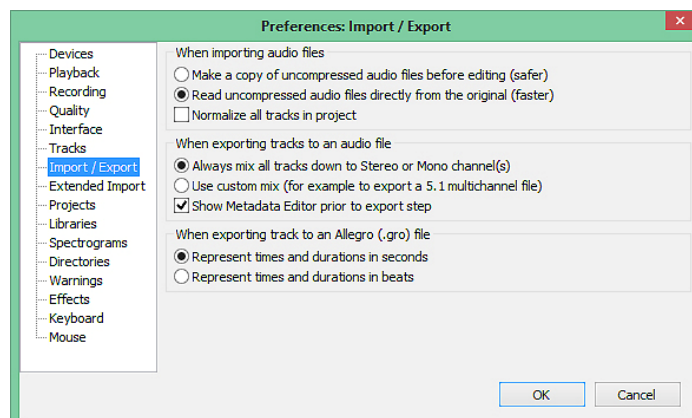 Preferences: Import / Export
Devices
Playback
Recording
Quality
Interface
Tracks
Import / Export
Extended Import
Projects
Libraries
Spectrograms
Directories
Warnings
Effects
Keyboard
Mouse
When importing audio files
Make a copy of uncompressed audio files before editing (safer)
Read uncompressed audio files directly from the original (faster)
Normalize all tracks in project
When exporting tracks to an audio file
Always mix all tracks down to Stereo or Mono channel(s)
Use custom mix (for example to export a 5.1 multichannel file)
Show Metadata Editor prior to export step
When exporting track to an Allegro (.gro) file
Represent times and durations in seconds
Represent times and durations in beats
OK
Cancel